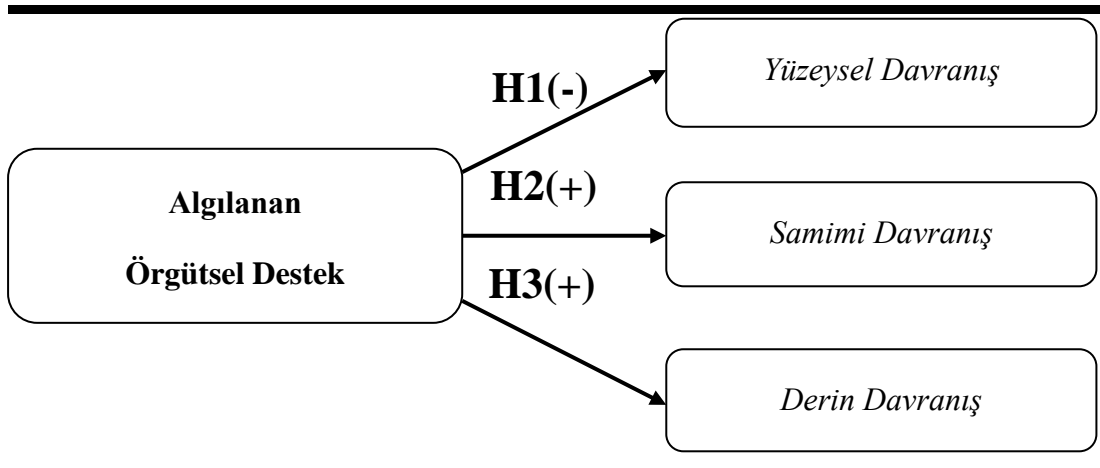 H1(-)
Yüzeysel Davranış
Algılanan
Örgütsel Destek
H2(+)
Samimi Davranış
H3(+)
Derin Davranış